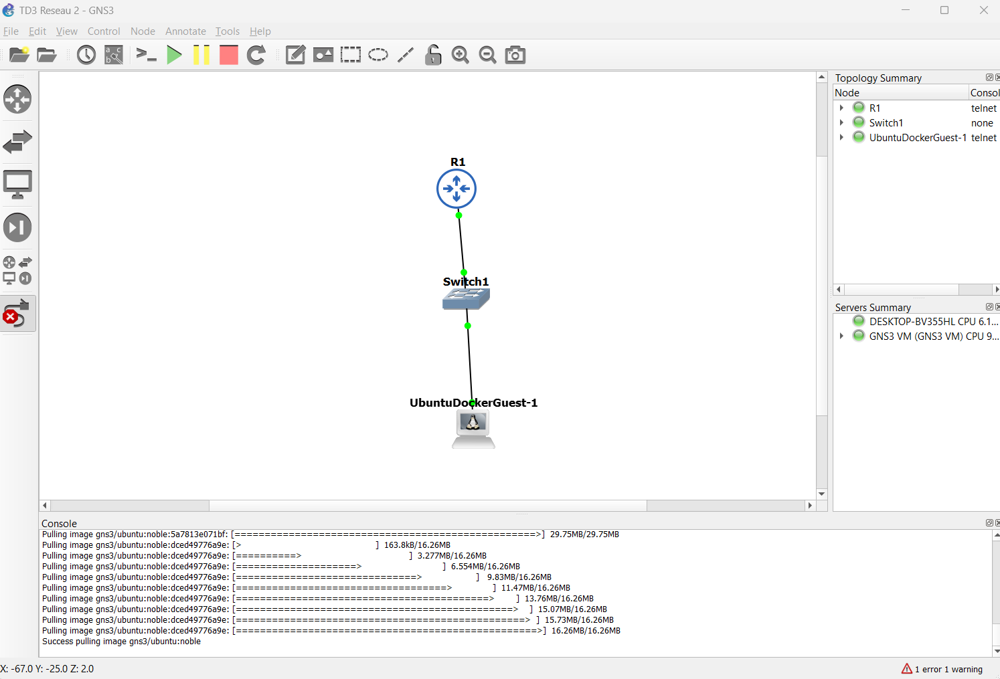 TD3 Reseau 2 - GNS3
File Edit View Control Node Annotate Tools Help
Topology Summary
Node Consol
R1 telnet
Switch1 none
UbuntuDockerGuest-1 telnet
R1
Switch1
UbuntuDockerGuest-1
Servers Summary
DESKTOP-BV355HL CPU 6.1...
GNS3 VM (GNS3 VM) CPU 9...
Console
Pulling image gns3/ubuntu:noble:5a7813e071bf: [==================================================>] 29.75MB/29.75MB
Pulling image gns3/ubuntu:noble:dced49776a9e: [> ] 163.8kB/16.26MB
Pulling image gns3/ubuntu:noble:dced49776a9e: [==========> ] 3.277MB/16.26MB
Pulling image gns3/ubuntu:noble:dced49776a9e: [====================> ] 6.554MB/16.26MB
Pulling image gns3/ubuntu:noble:dced49776a9e: [==============================> ] 9.83MB/16.26MB
Pulling image gns3/ubuntu:noble:dced49776a9e: [===================================> ] 11.47MB/16.26MB
Pulling image gns3/ubuntu:noble:dced49776a9e: [==========================================> ] 13.76MB/16.26MB
Pulling image gns3/ubuntu:noble:dced49776a9e: [==============================================> ] 15.07MB/16.26MB
Pulling image gns3/ubuntu:noble:dced49776a9e: [================================================> ] 15.73MB/16.26MB
Pulling image gns3/ubuntu:noble:dced49776a9e: [==================================================>] 16.26MB/16.26MB
Success pulling image gns3/ubuntu:noble
X: -67.0 Y: -25.0 Z: 2.0
1 error 1 warning